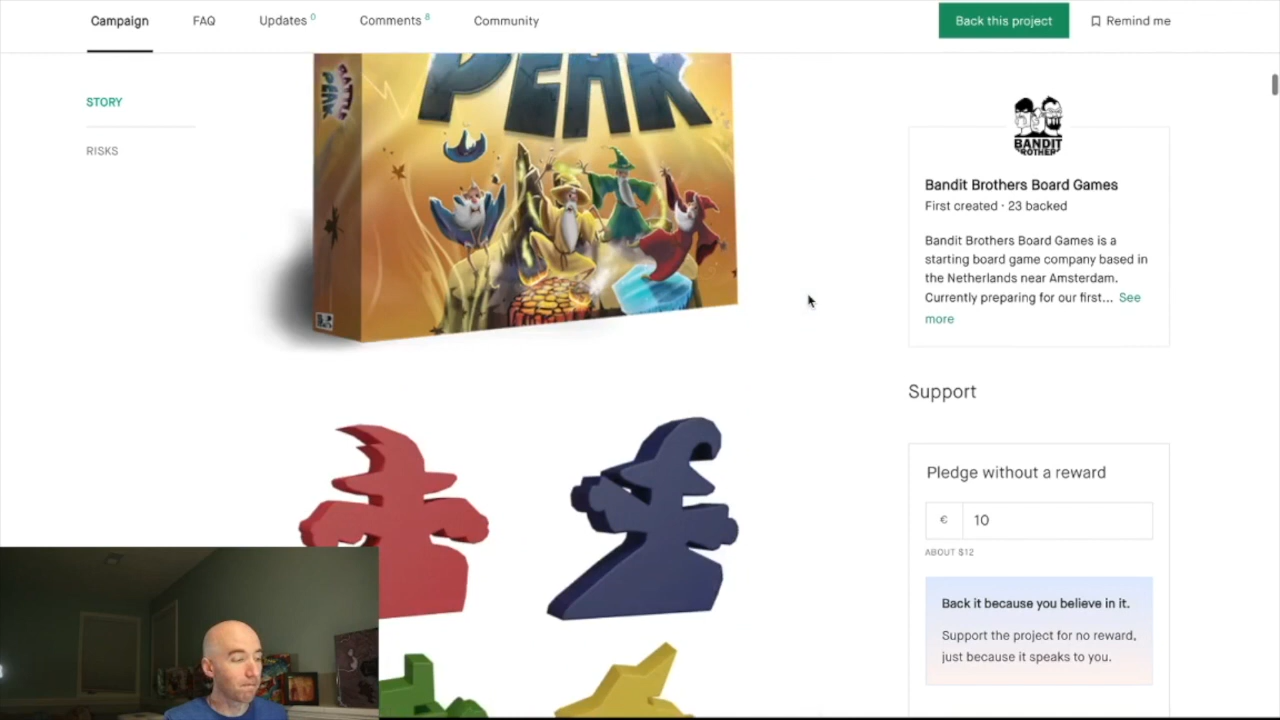 Campaign
FAQ
Updates 0
Comments 8
Community
Back this project
Remind me
STORY
RISKS
PEAK
PEAK
BANDIT
BROTHER
Bandit Brothers Board Games
First created · 23 backed
Bandit Brothers Board Games is a
starting board game company based in
the Netherlands near Amsterdam.
Currently preparing for our first... See
more
Support
Pledge without a reward
€ 10
ABOUT $12
Back it because you believe in it.
Support the project for no reward,
just because it speaks to you.